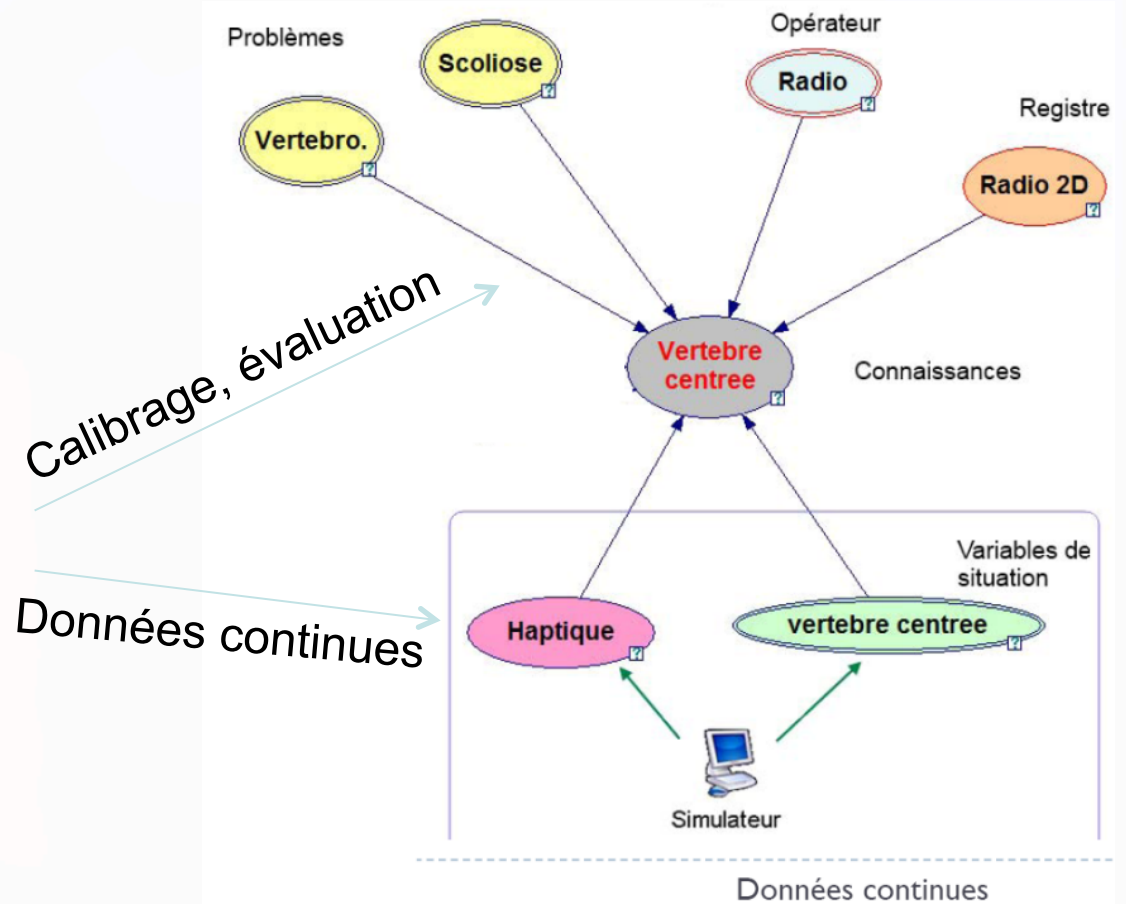 Problèmes
Scoliose
Opérateur
Radio
Vertebro.
Registre
Radio 2D
Calibrage, évaluation
Vertebre
centree
Connaissances
Variables de
situation
Données continues
Haptique
vertebre centree
Simulateur
Données continues